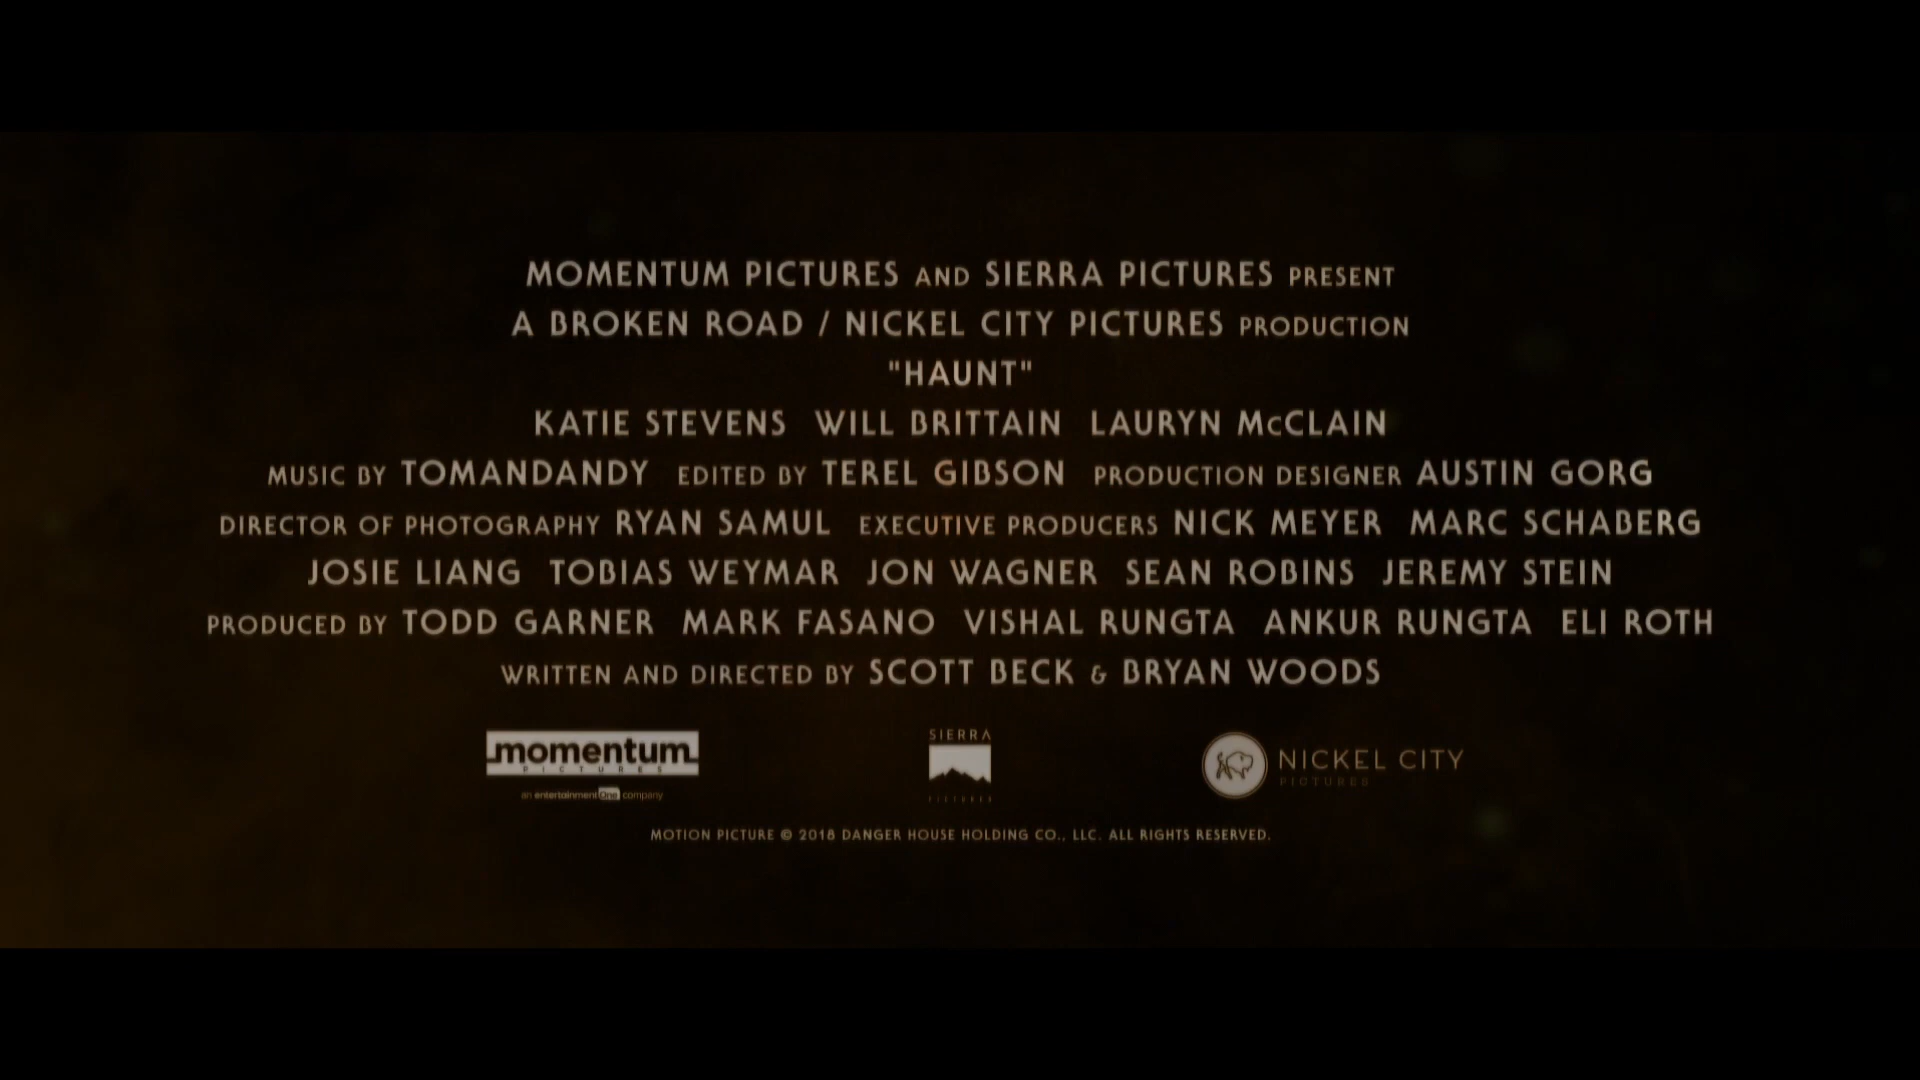 MOMENTUM PICTURES AND SIERRA PICTURES PRESENT
A BROKEN ROAD / NICKEL CITY PICTURES PRODUCTION
"HAUNT"
KATIE STEVENS WILL BRITTAIN LAURYN McCLAIN
MUSIC BY TOMANDANDY EDITED BY TEREL GIBSON PRODUCTION DESIGNER AUSTIN GORG
DIRECTOR OF PHOTOGRAPHY RYAN SAMUL EXECUTIVE PRODUCERS NICK MEYER MARC SCHABERG
JOSIE LIANG TOBIAS WEYMAR JON WAGNER SEAN ROBINS JEREMY STEIN
PRODUCED BY TODD GARNER MARK FASANO VISHAL RUNGTA ANKUR RUNGTA ELI ROTH
WRITTEN AND DIRECTED BY SCOTT BECK & BRYAN WOODS
momentum
PICTURES
an entertainmentOne company
SIERRA
PICTURES
NICKEL CITY
PICTURES
MOTION PICTURE © 2018 DANGER HOUSE HOLDING CO., LLC. ALL RIGHTS RESERVED.